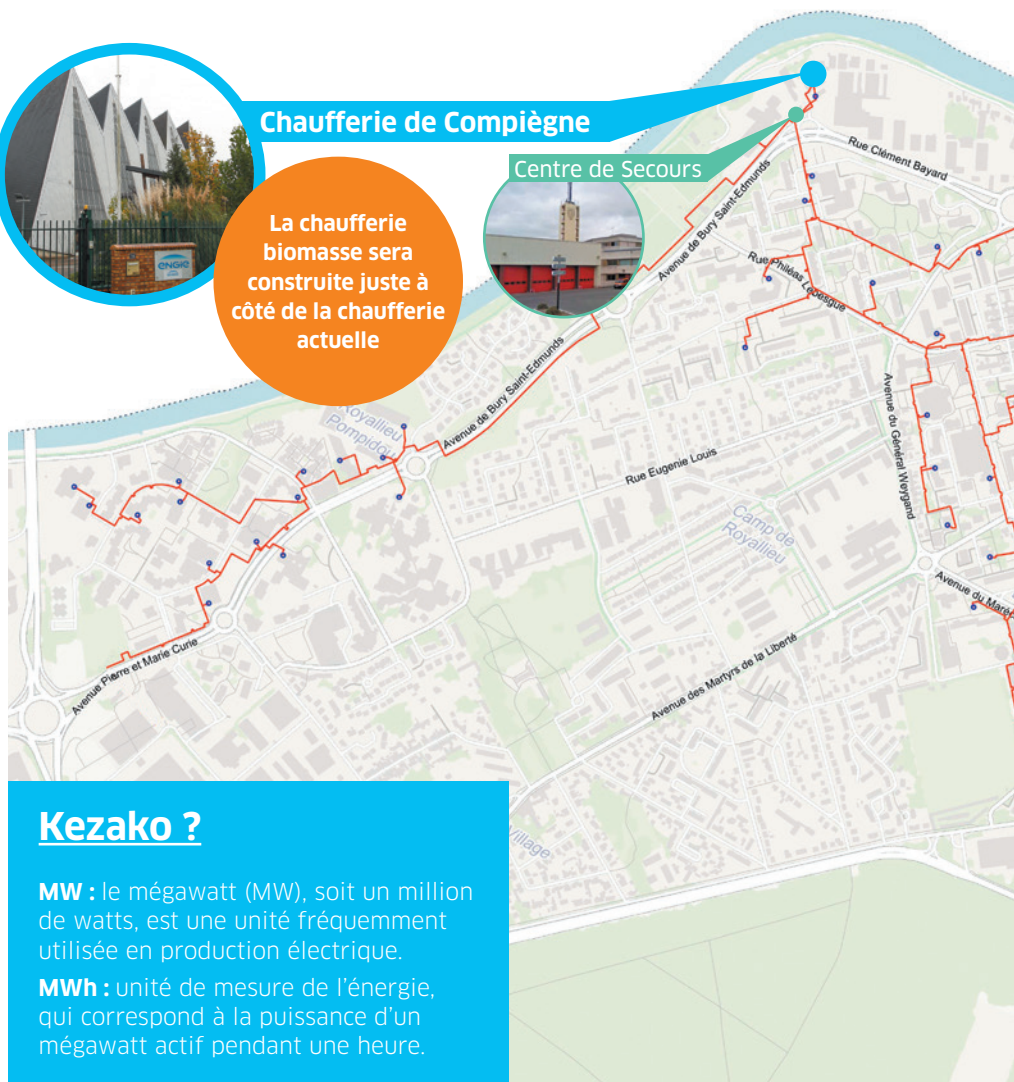 Chaufferie de Compiègne
Centre de Secours
La chaufferie
biomasse sera
construite juste à
côté de la chaufferie
actuelle
ENGIE
Rue Clément Bayard
Avenue de Bury Saint-Edmunds
Rue Philéas Lebesgue
Avenue de Bury Saint-Edmunds
Royallieu
Pompidou
Rue Eugenie Louis
Avenue du Général Weygand
Camp de
Royallieu
Avenue du Maréc
Avenue Pierre et Marie Curie
Avenue des Martyrs de la Liberté
village
Kezako ?
MW : le mégawatt (MW), soit un million
de watts, est une unité fréquemment
utilisée en production électrique.
MWh : unité de mesure de l'énergie,
qui correspond à la puissance d'un
mégawatt actif pendant une heure.